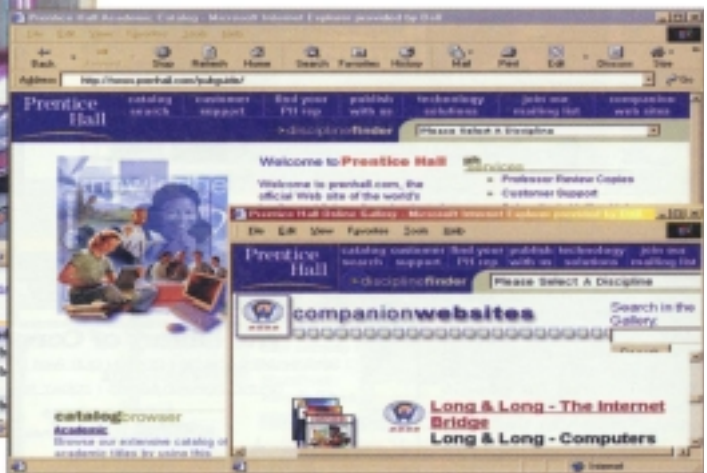 Prentice Hall Academic Catalog - Microsoft Internet Explorer provided by
File Edit View Favorites Tools Help
Back Stop Refresh Home Search Favorites History Mail Print Edit Discuss Size
Address http://www.prenhall.com/pubguide/ Go
Prentice Hall
catalog search
customer support
find your PH rep
publish with us
technology solutions
join our mailing list
companion web sites
disciplinefinder
Please Select A Discipline
Welcome to Prentice Hall
Welcome to prenhall.com, the
official Web site of the world's
services
Professor Review Copies
Customer Support
catalogbrowser
Academic
Browse our extensive catalog of
academic titles by using this
Prentice Hall Online Gallery - Microsoft Internet Explorer provided by
File Edit View Favorites Tools Help
Prentice Hall
catalog search
customer support
find your PH rep
publish with us
technology solutions
join our mailing list
disciplinefinder
Please Select A Discipline
companionwebsites
Search in the
Gallery:
Long & Long - The Internet
Bridge
Long & Long - Computers
Internet